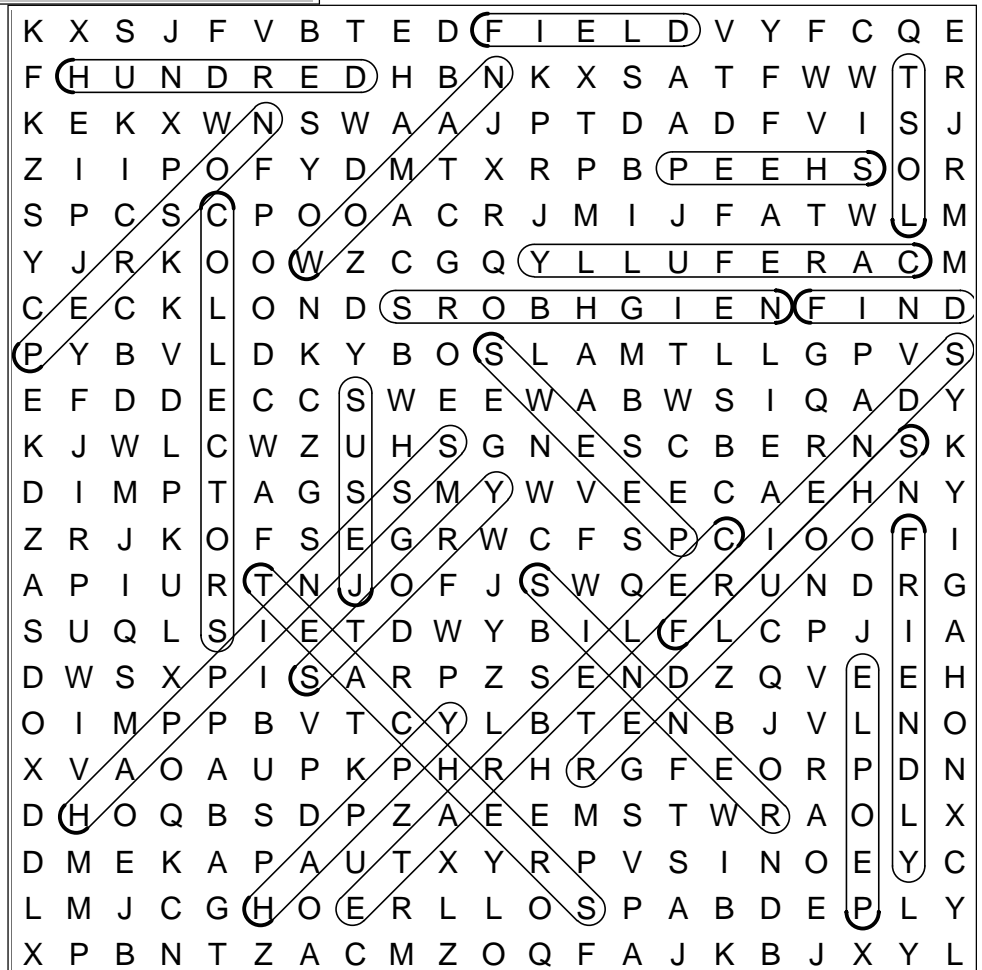 K X S J F V B T E D F I E L D V Y F C Q E
F H U N D R E D H B N K X S A T F W W T R
K E K X W N S W A A J P T D A D F V I S J
Z I I P O F Y D M T X R P B P E E H S O R
S P C S C P O O A C R J M I J F A T W L M
Y J R K O O W Z C G Q Y L L U F E R A C M
C E C K L O N D S R O B H G I E N F I N D
P Y B V L D K Y B O S L A M T L L G P V S
E F D D E C C S W E E W A B W S I Q A D Y
K J W L C W Z U H S G N E S C B E R N S K
D I M P T A G S S M Y W V E E C A E H N Y
Z R J K O F S E G R W C F S P C I O O F I
A P I U R T N J O F J S W Q E R U N D R G
S U Q L S I E T D W Y B I L F L C P J I A
D W S X P I S A R P Z S E N D Z Q V E E H
O I M P P B V T C Y L B T E N B J V L N O
X V A O A U P K P H R H R G F E O R P D N
D H O Q B S D P Z A E E M S T W R A O L X
D M E K A P A U T X Y R P V S I N O E Y C
L M J C G H O E R L L O S P A B D E P L Y
X P B N T Z A C M Z O Q F A J K B J X Y L